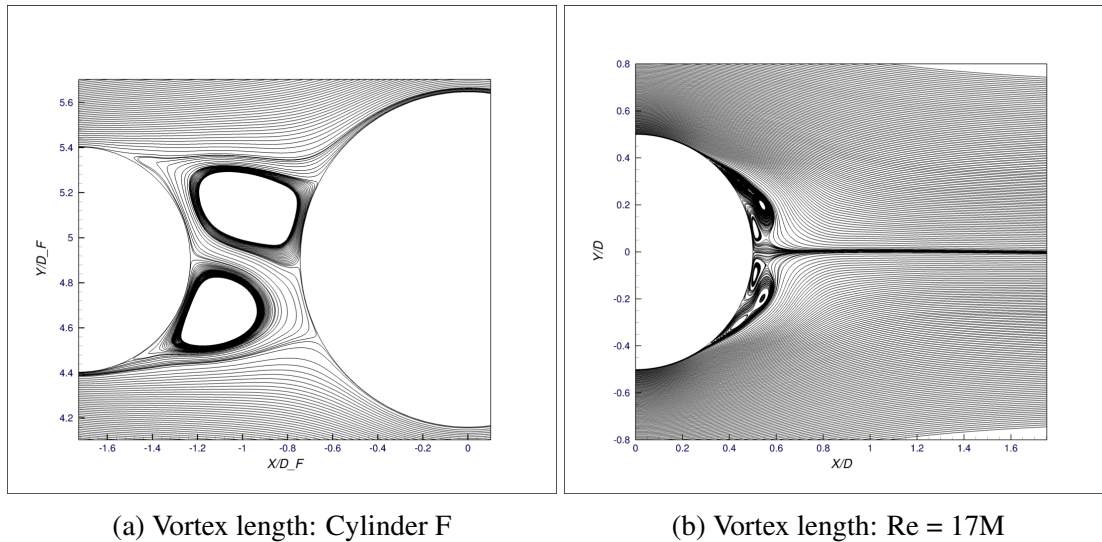 5.6
5.4
5.2
5
4.8
4.6
4.4
4.2
Y/D_F
-1.6 -1.4 -1.2 -1 -0.8 -0.6 -0.4 -0.2 0
X/D_F
(a) Vortex length: Cylinder F
0.8
0.6
0.4
0.2
0
-0.2
-0.4
-0.6
-0.8
Y/D
0 0.2 0.4 0.6 0.8 1 1.2 1.4 1.6
X/D
(b) Vortex length: Re = 17M